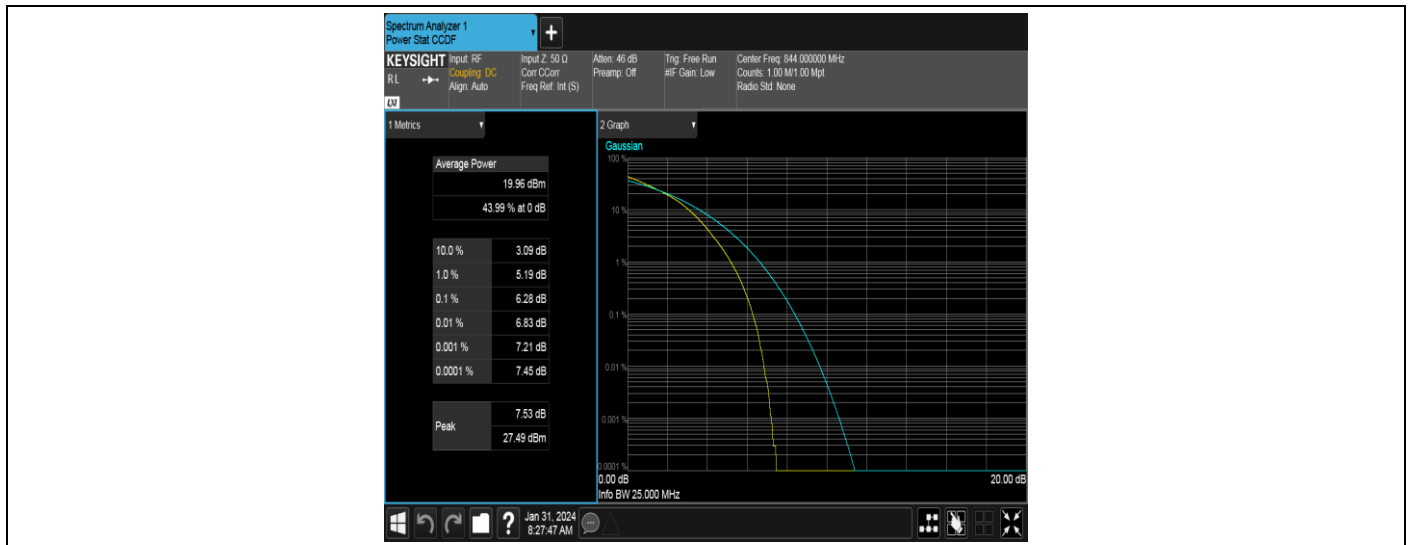 Spectrum Analyzer 1
Power Stat CCDF
+
KEYSIGHT
RL
LXI
Input: RF
Coupling: DC
Align: Auto
Input Z: 50 Ω
Corr CCorr
Freq Ref: Int (S)
Atten: 46 dB
Preamp: Off
Trig: Free Run
#IF Gain: Low
Center Freq: 844.000000 MHz
Counts: 1.00 M/1.00 Mpt
Radio Std: None
1 Metrics
Average Power
19.96 dBm
43.99 % at 0 dB
10.0 % 3.09 dB
1.0 % 5.19 dB
0.1 % 6.28 dB
0.01 % 6.83 dB
0.001 % 7.21 dB
0.0001 % 7.45 dB
Peak
7.53 dB
27.49 dBm
2 Graph
Gaussian
100 %
10 %
1 %
0.1 %
0.01 %
0.001 %
0.0001 %
0.00 dB 20.00 dB
Info BW 25.000 MHz
?
Jan 31, 2024
8:27:47 AM